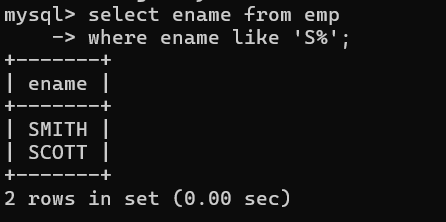 mysql> select ename from emp
    -> where ename like 'S%';
+-------+
| ename |
+-------+
| SMITH |
| SCOTT |
+-------+
2 rows in set (0.00 sec)